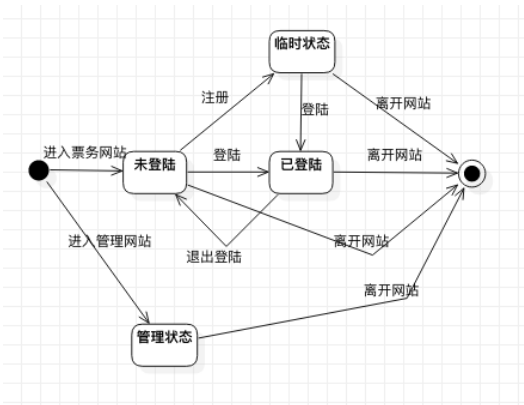 临时状态
注册
登陆
离开网站
进入票务网站
未登陆
登陆
已登陆
离开网站
退出登陆
离开网站
进入管理网站
离开网站
管理状态